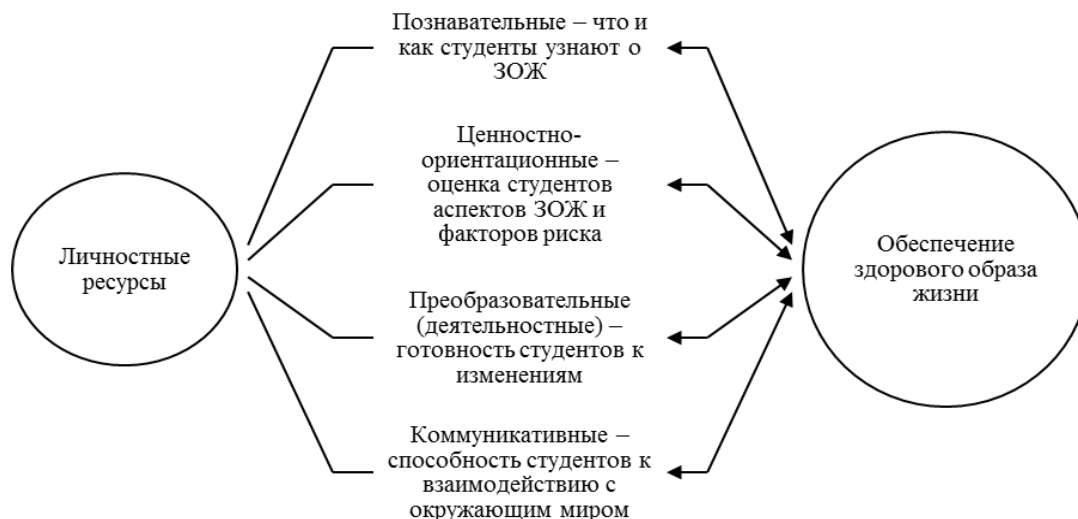 Познавательные – что и
как студенты узнают о
ЗОЖ
Ценностно-
ориентационные –
оценка студентов
аспектов ЗОЖ и
факторов риска
Личностные
ресурсы
Обеспечение
здорового образа
жизни
Преобразовательные
(деятельностные) –
готовность студентов к
изменениям
Коммуникативные –
способность студентов к
взаимодействию с
окружающим миром